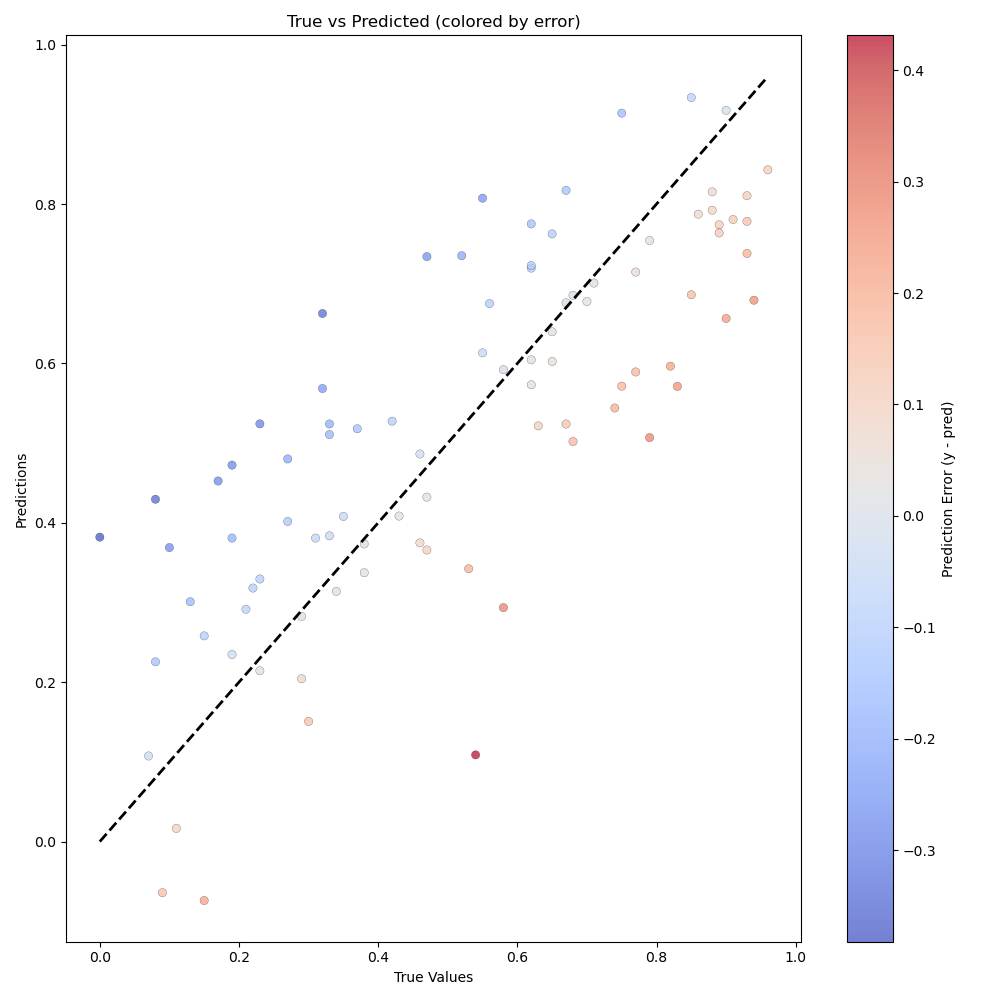 True vs Predicted (colored by error)
1.0
0.8
0.6
0.4
0.2
0.0
Predictions
0.0 0.2 0.4 0.6 0.8 1.0
True Values
0.4
0.3
0.2
0.1
0.0
−0.1
−0.2
−0.3
Prediction Error (y - pred)